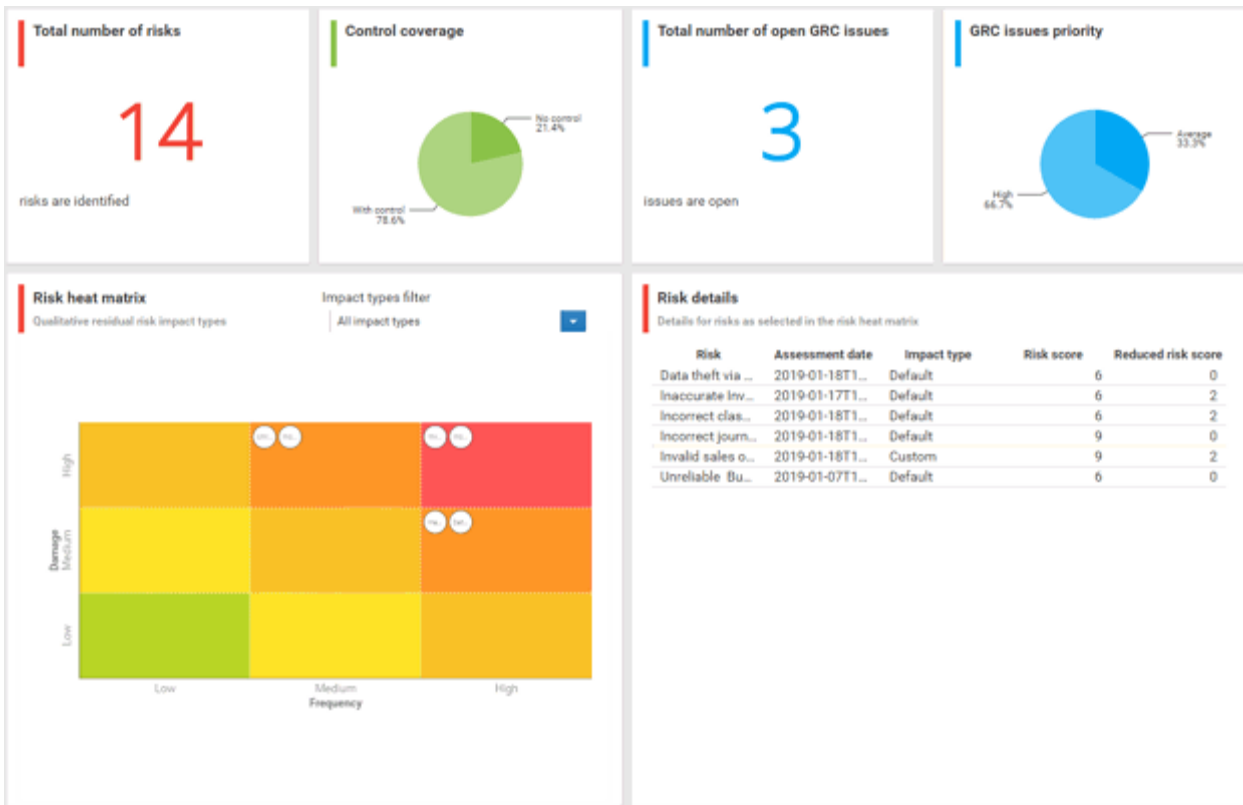 Total number of risks
14
risks are identified
Control coverage
No control
21.4%
With control
78.6%
Total number of open GRC issues
3
issues are open
GRC issues priority
Average
33.3%
High
66.7%
Risk heat matrix
Qualitative residual risk impact types
Impact types filter
All impact types
High
Damage
Medium
Low
Low Medium High
Frequency
Risk details
Details for risks as selected in the risk heat matrix
Risk Assessment date Impact type Risk score Reduced risk score
Data theft via ... 2019-01-18T1... Default 6 0
Inaccurate Inv... 2019-01-17T1... Default 6 2
Incorrect clas... 2019-01-18T1... Default 6 2
Incorrect journ... 2019-01-18T1... Default 9 0
Invalid sales o... 2019-01-18T1... Custom 9 2
Unreliable Bu... 2019-01-07T1... Default 6 0